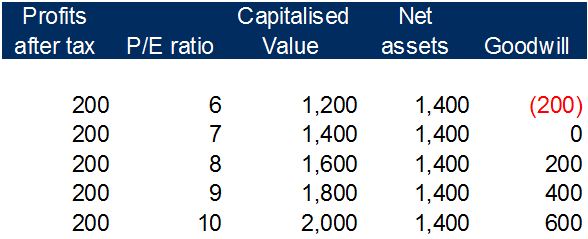 Profits Capitalised Net
after tax P/E ratio Value assets Goodwill
200 6 1,200 1,400 (200)
200 7 1,400 1,400 0
200 8 1,600 1,400 200
200 9 1,800 1,400 400
200 10 2,000 1,400 600